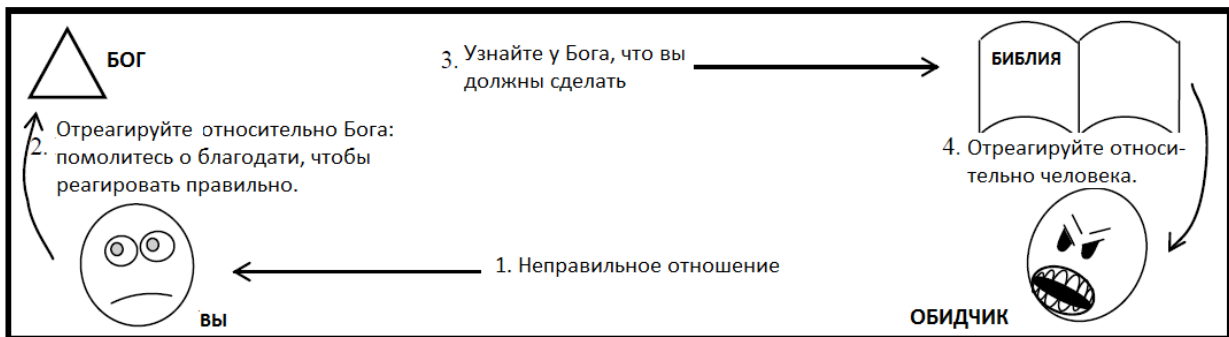 БОГ
3. Узнайте у Бога, что вы
должны сделать
БИБЛИЯ
2. Отреагируйте относительно Бога:
помолитесь о благодати, чтобы
реагировать правильно.
4. Отреагируйте относи-
тельно человека.
1. Неправильное отношение
ВЫ
ОБИДЧИК